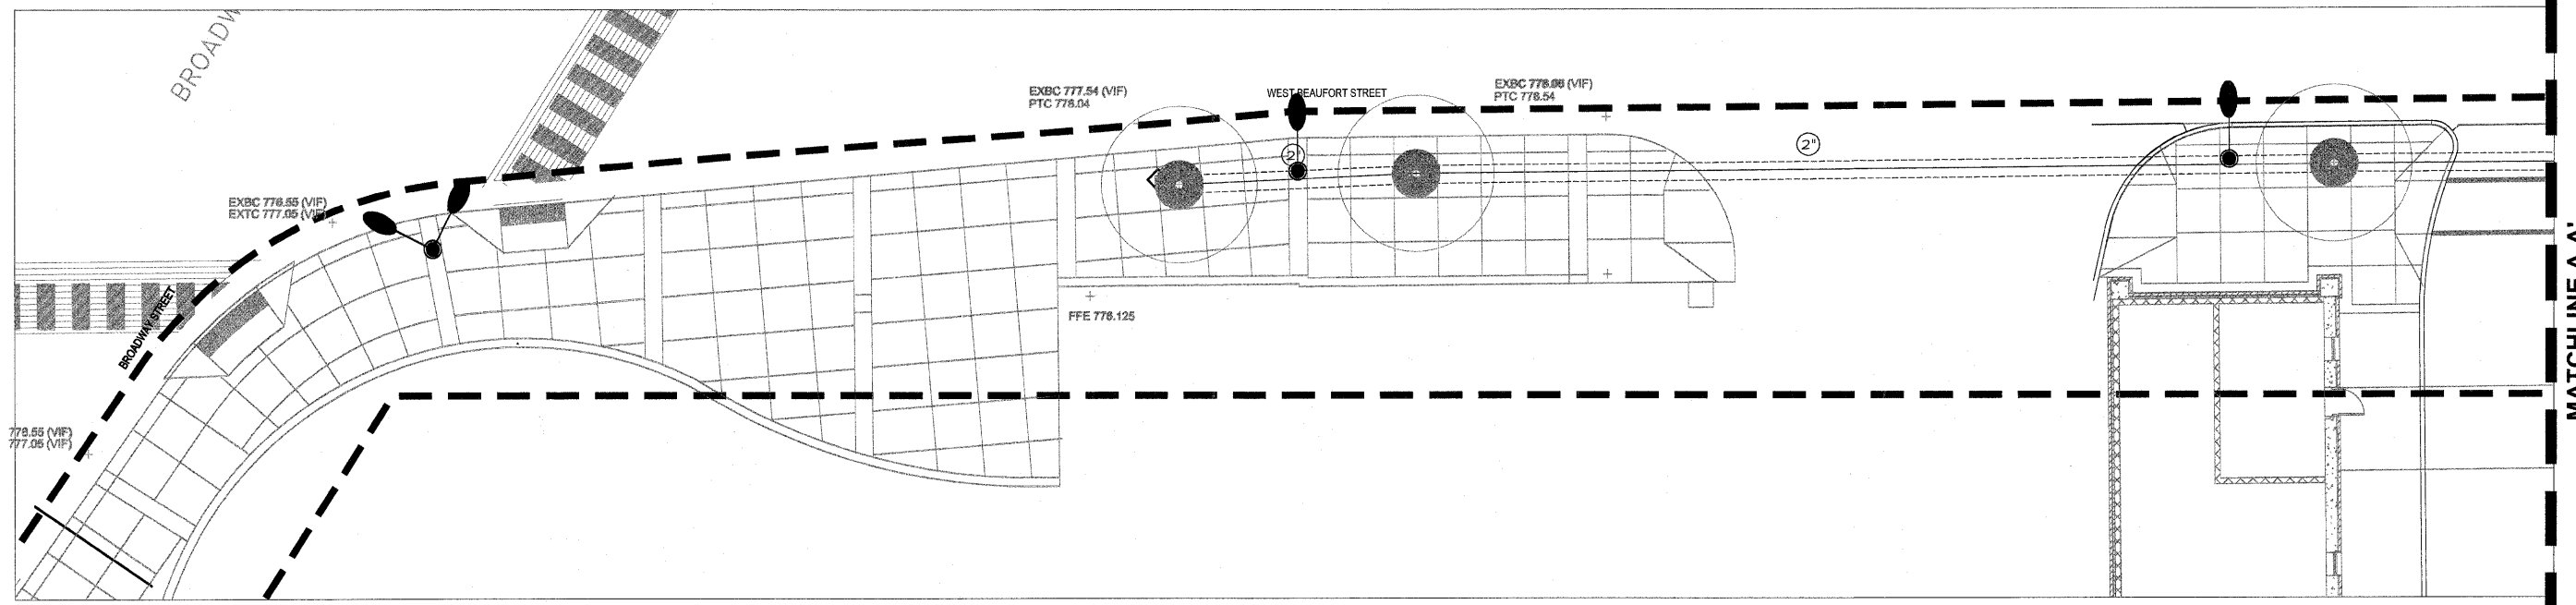 BROADW
EXBC 777.54 (VIF)
PTC 778.04
WEST BEAUFORT STREET
EXBC 778.06 (VIF)
PTC 778.54
2"
2"
EXBC 776.55 (VIF)
EXTC 777.05 (VIF)
BROADWAY STREET
FFE 778.125
776.55 (VIF)
777.05 (VIF)
MATCHLINE A-A'